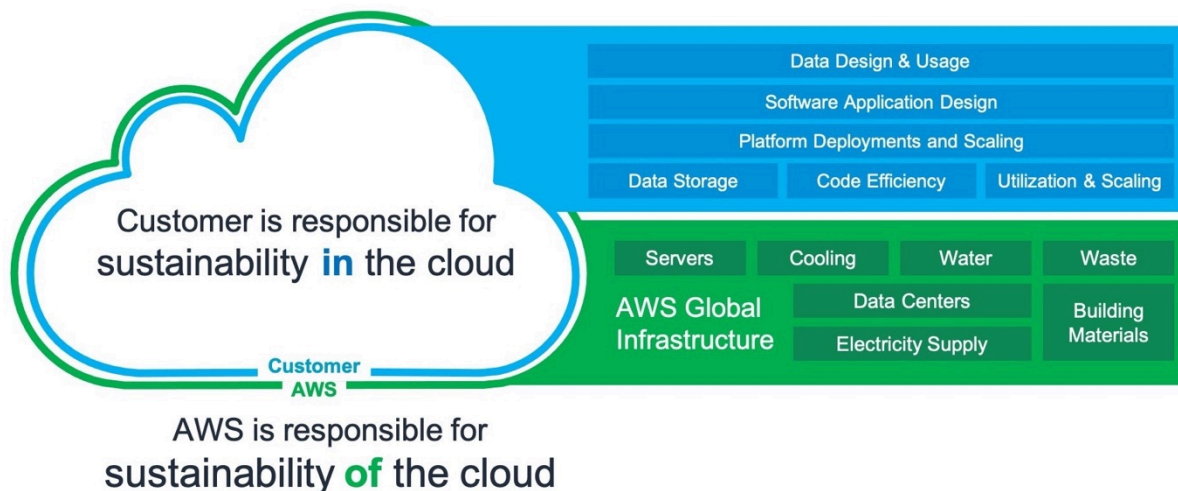 Customer is responsible for
sustainability in the cloud
Customer
AWS
AWS is responsible for
sustainability of the cloud
Data Design & Usage
Software Application Design
Platform Deployments and Scaling
Data Storage
Code Efficiency
Utilization & Scaling
Servers
Cooling
Water
Waste
AWS Global
Infrastructure
Data Centers
Electricity Supply
Building
Materials